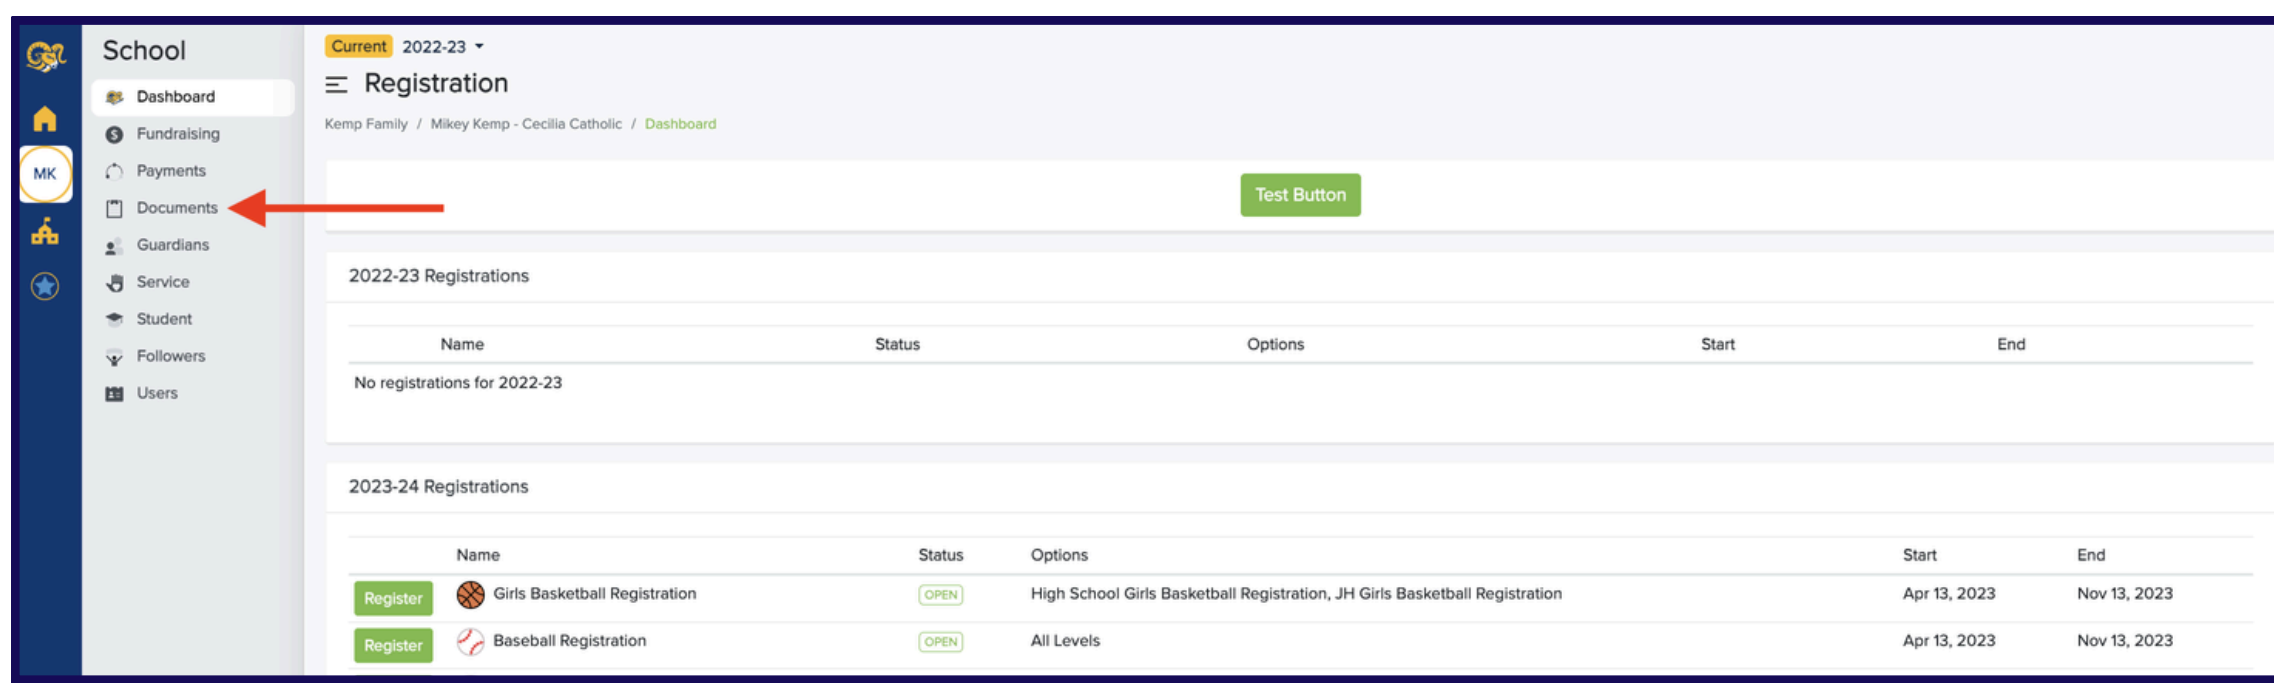 School
MK
Dashboard
Fundraising
Payments
Documents
Guardians
Service
Student
Followers
Users
Current 2022-23
Registration
Kemp Family / Mikey Kemp - Cecilia Catholic / Dashboard
Test Button
2022-23 Registrations
Name Status Options Start End
No registrations for 2022-23
2023-24 Registrations
Name Status Options Start End
Register Girls Basketball Registration OPEN High School Girls Basketball Registration, JH Girls Basketball Registration Apr 13, 2023 Nov 13, 2023
Register Baseball Registration OPEN All Levels Apr 13, 2023 Nov 13, 2023